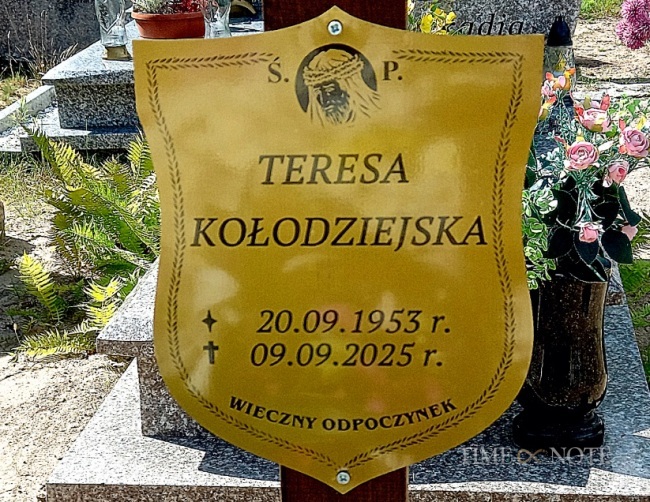 Ś. P.
TERESA
KOŁODZIEJSKA
20.09.1953 r.
09.09.2025 r.
WIECZNY ODPOCZYNEK
TIME NOTE